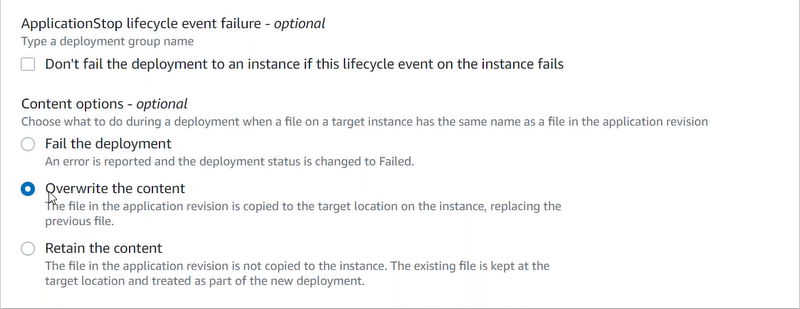 ApplicationStop lifecycle event failure - optional
Type a deployment group name
Don't fail the deployment to an instance if this lifecycle event on the instance fails
Content options - optional
Choose what to do during a deployment when a file on a target instance has the same name as a file in the application revision
Fail the deployment
An error is reported and the deployment status is changed to Failed.
Overwrite the content
The file in the application revision is copied to the target location on the instance, replacing the
previous file.
Retain the content
The file in the application revision is not copied to the instance. The existing file is kept at the
target location and treated as part of the new deployment.